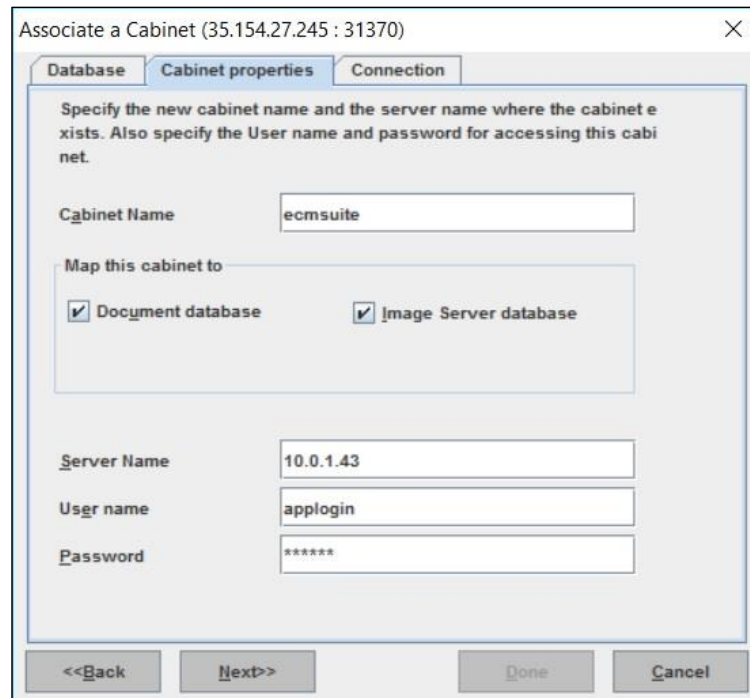 Associate a Cabinet (35.154.27.245 : 31370)
Database Cabinet properties Connection
Specify the new cabinet name and the server name where the cabinet e
xists. Also specify the User name and password for accessing this cabi
net.
Cabinet Name ecmsuite
Map this cabinet to
Document database Image Server database
Server Name 10.0.1.43
User name applogin
Password ******
<<Back Next>> Done Cancel